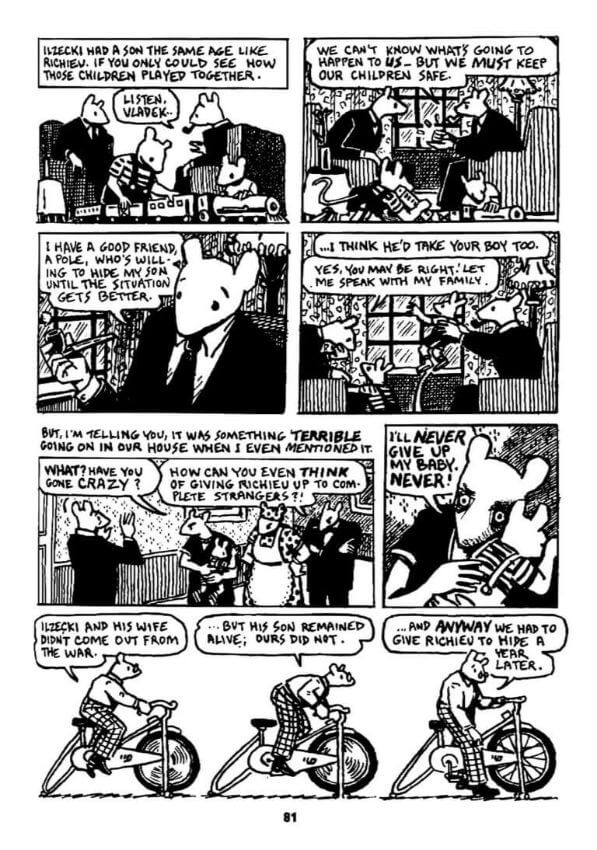 ILZECKI HAD A SON THE SAME AGE LIKE
RICHIEU. IF YOU ONLY COULD SEE HOW
THOSE CHILDREN PLAYED TOGETHER.
LISTEN,
VLADEK..
WE CAN'T KNOW WHAT'S GOING TO
HAPPEN TO US – BUT WE MUST KEEP
OUR CHILDREN SAFE.
I HAVE A GOOD FRIEND,
A POLE, WHO'S WILL-
ING TO HIDE MY SON
UNTIL THE SITUATION
GETS BETTER.
...I THINK HE'D TAKE YOUR BOY TOO.
YES, YOU MAY BE RIGHT! LET
ME SPEAK WITH MY FAMILY.
BUT, I'M TELLING YOU, IT WAS SOMETHING TERRIBLE
GOING ON IN OUR HOUSE WHEN I EVEN MENTIONED IT.
WHAT? HAVE YOU
GONE CRAZY?
HOW CAN YOU EVEN THINK
OF GIVING RICHIEU UP TO COM-
PLETE STRANGERS?!
I'LL NEVER
GIVE UP
MY BABY.
NEVER!
ILZECKI AND HIS WIFE
DIDNT COME OUT FROM
THE WAR.
...BUT HIS SON REMAINED
ALIVE; OURS DID NOT.
...AND ANYWAY WE HAD TO
GIVE RICHIEU TO HIDE A
YEAR
LATER.
81